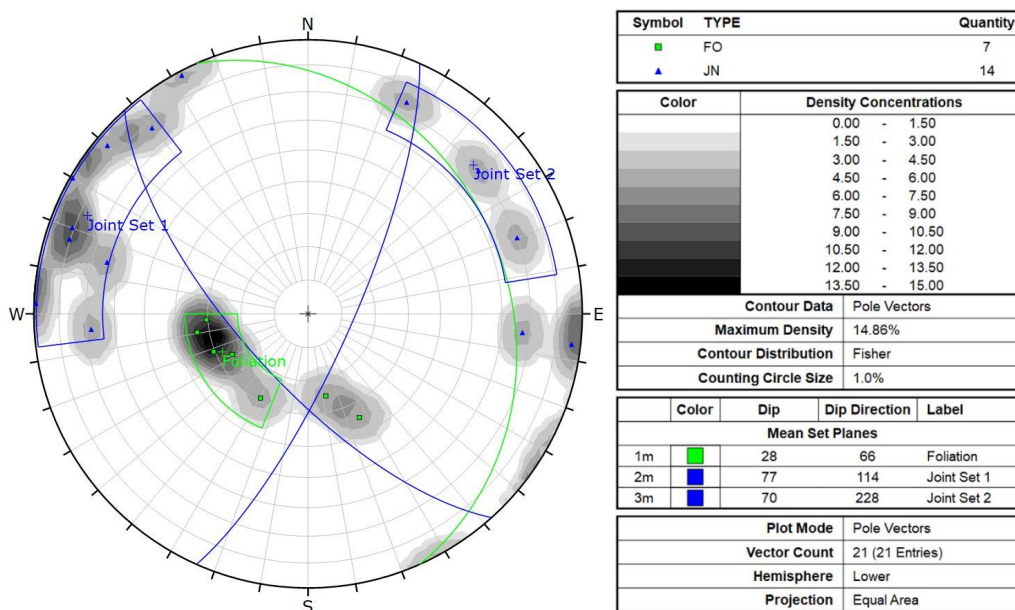 N
Joint Set 2
Joint Set 1
W
E
Foliation
S
Symbol TYPE Quantity
FO 7
JN 14
Color Density Concentrations
0.00 - 1.50
1.50 - 3.00
3.00 - 4.50
4.50 - 6.00
6.00 - 7.50
7.50 - 9.00
9.00 - 10.50
10.50 - 12.00
12.00 - 13.50
13.50 - 15.00
Contour Data Pole Vectors
Maximum Density 14.86%
Contour Distribution Fisher
Counting Circle Size 1.0%
Color Dip Dip Direction Label
Mean Set Planes
1m 28 66 Foliation
2m 77 114 Joint Set 1
3m 70 228 Joint Set 2
Plot Mode Pole Vectors
Vector Count 21 (21 Entries)
Hemisphere Lower
Projection Equal Area